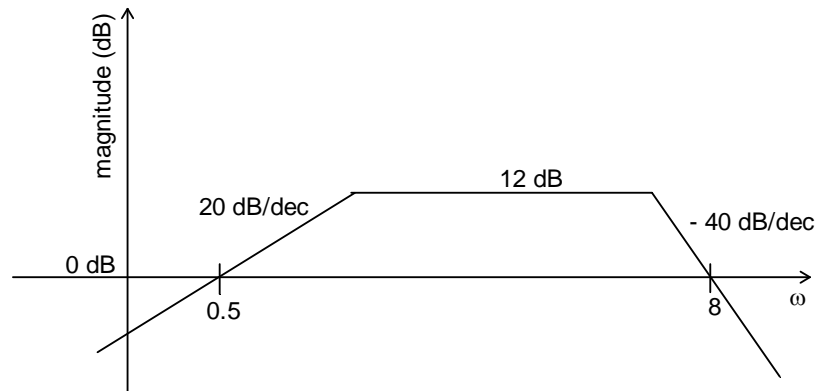 magnitude (dB)
12 dB
20 dB/dec
- 40 dB/dec
0 dB
0.5
8
ω